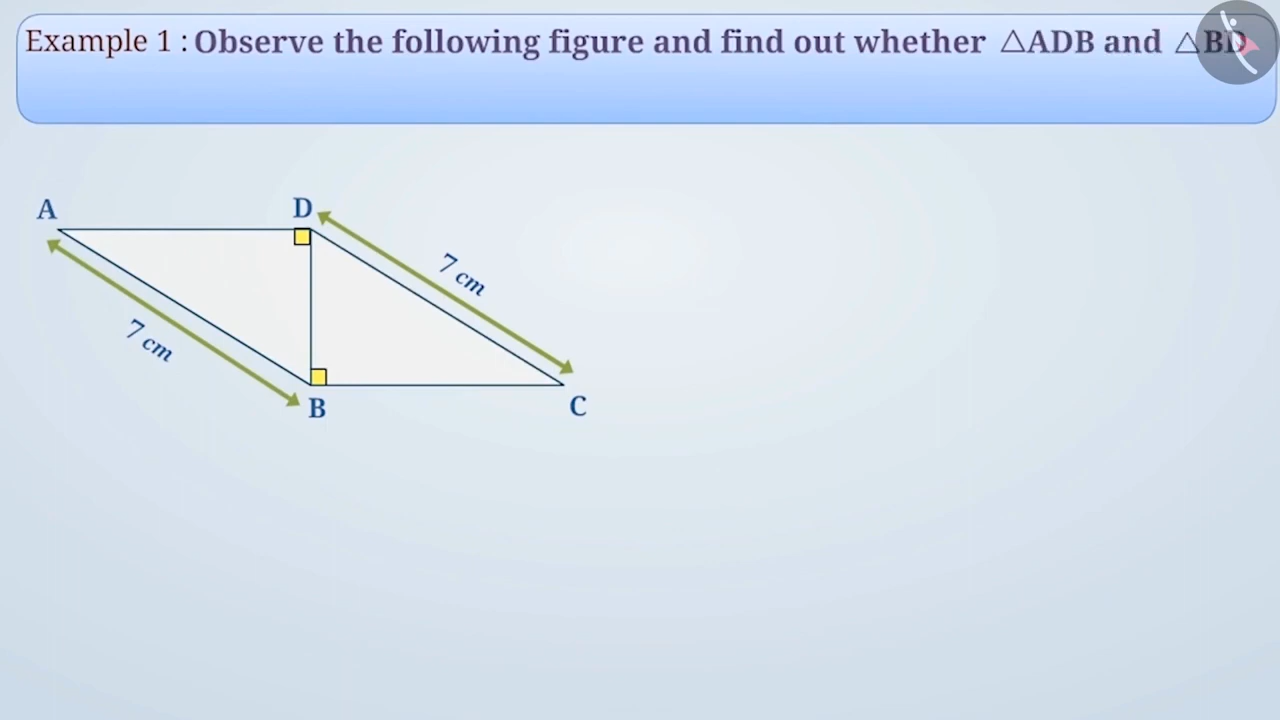 Example 1 : Observe the following figure and find out whether △ADB and △BD
A
D
7 cm
7 cm
B
C